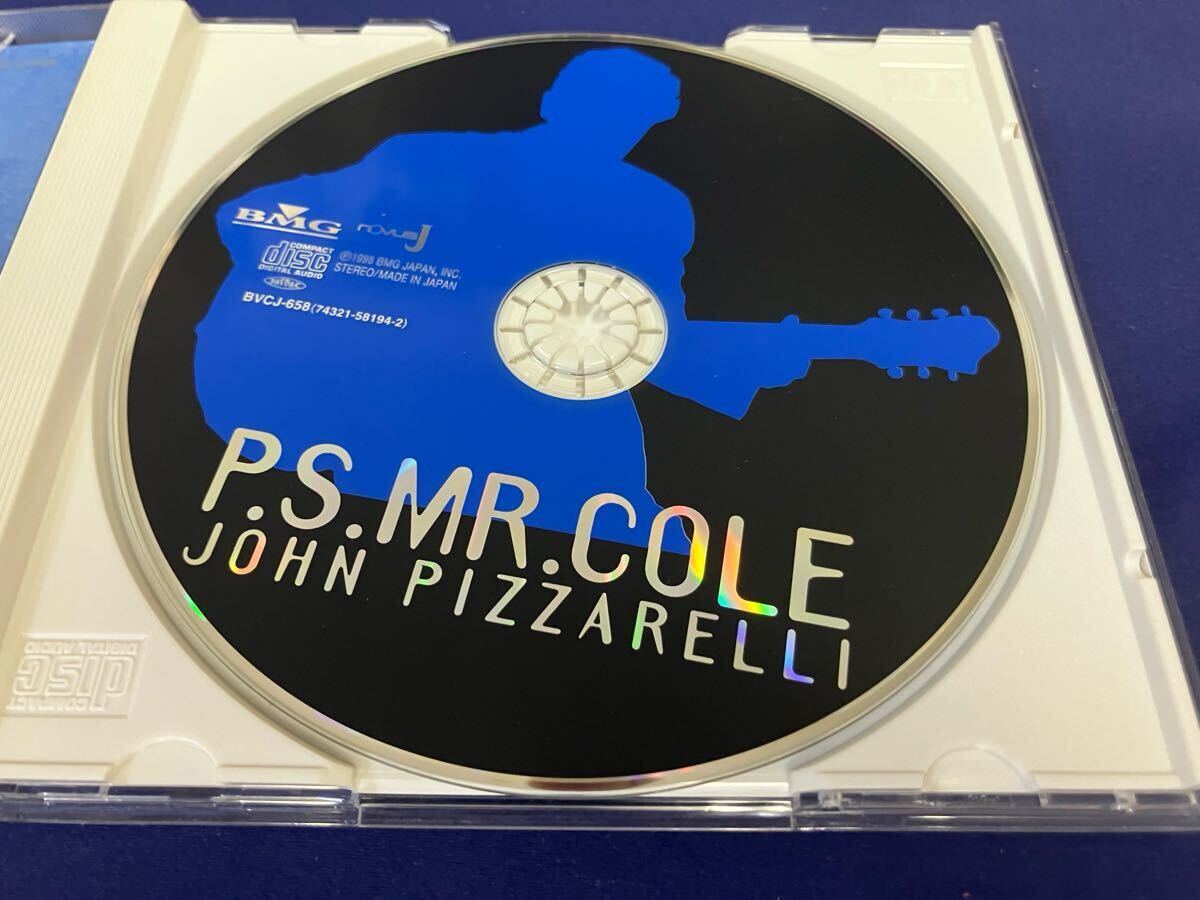 BMG novus J
COMPACT
disc
DIGITAL AUDIO
℗1998 BMG JAPAN, INC.
STEREO/MADE IN JAPAN
BVCJ-658(74321-58194-2)
P.S.MR.COLE
JOHN PIZZARELLI
COMPACT
disc
DIGITAL AUDIO